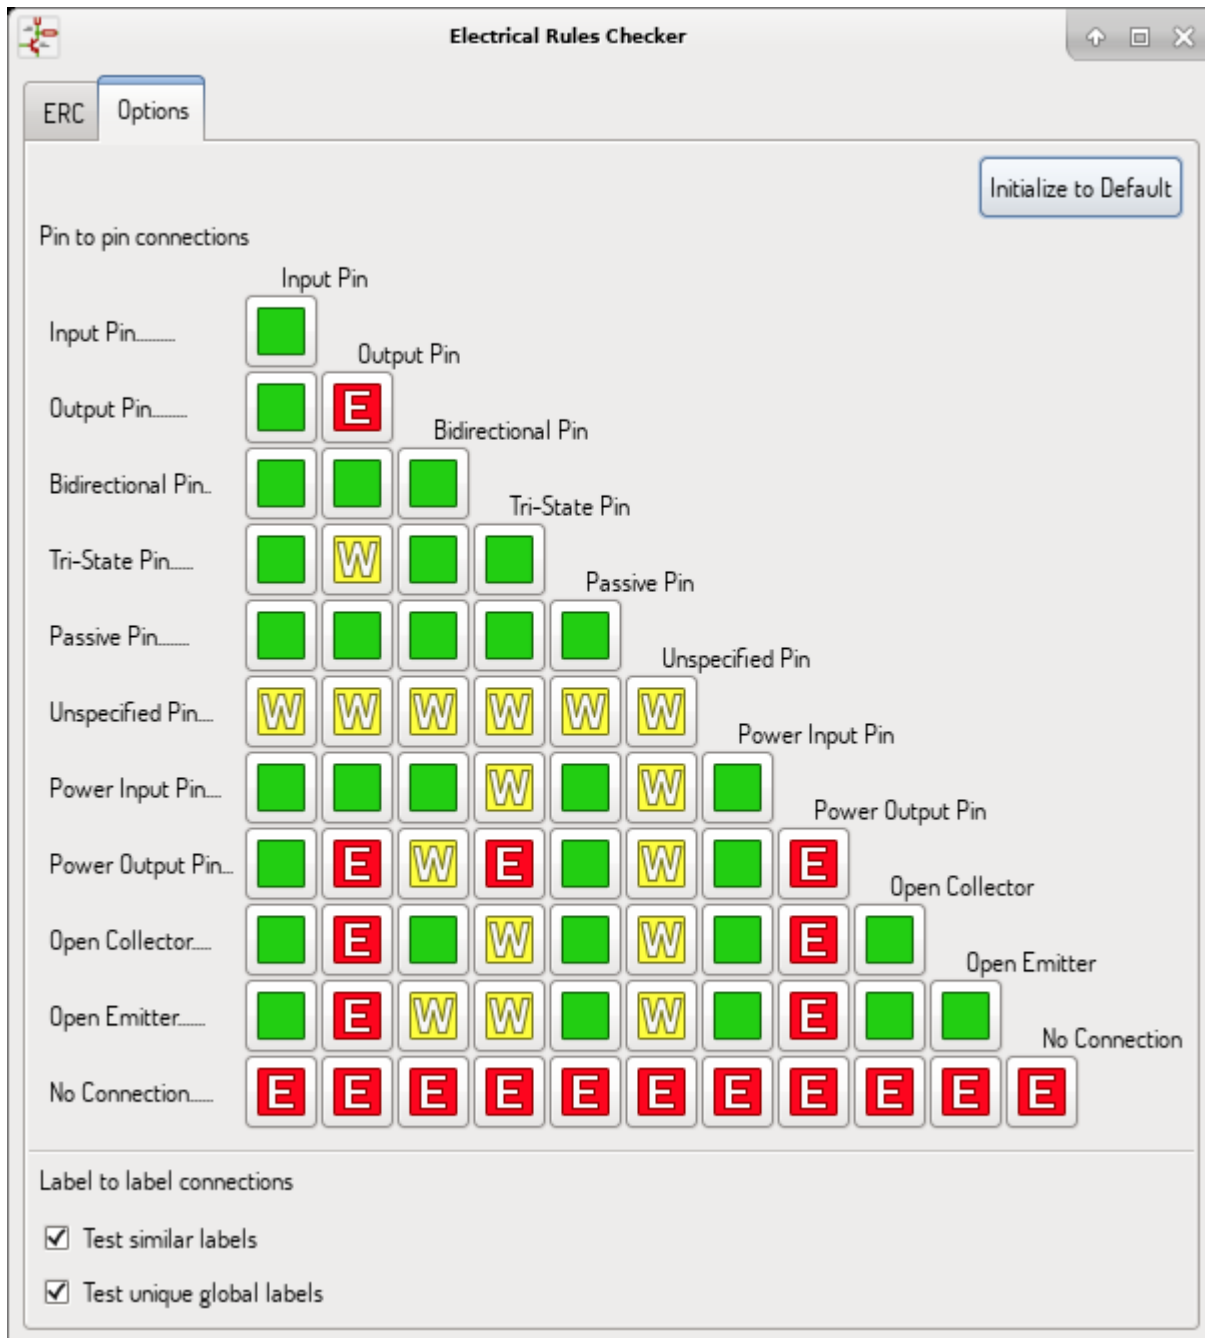 Electrical Rules Checker
ERC Options
Initialize to Default
Pin to pin connections
Input Pin
Input Pin..........
Output Pin
Output Pin.........
E
Bidirectional Pin
Bidirectional Pin..
Tri-State Pin
Tri-State Pin......
W
Passive Pin
Passive Pin........
Unspecified Pin
Unspecified Pin....
W W W W W W
Power Input Pin
Power Input Pin....
W W
Power Output Pin
Power Output Pin...
E W E W E
Open Collector
Open Collector.....
E W W E
Open Emitter
Open Emitter.......
E W W W E
No Connection
No Connection......
E E E E E E E E E E E
Label to label connections
Test similar labels
Test unique global labels